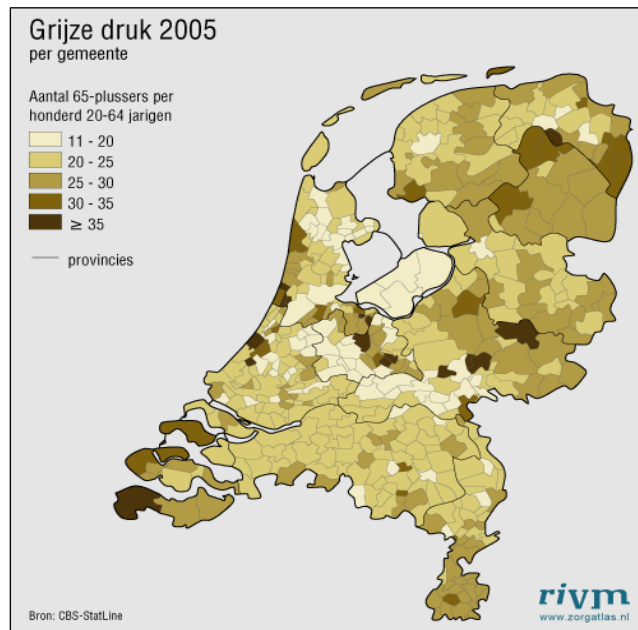 Grijze druk 2005
per gemeente
Aantal 65-plussers per
honderd 20-64 jarigen
11 - 20
20 - 25
25 - 30
30 - 35
≥ 35
provincies
Bron: CBS-StatLine
rivm
www.zorgatlas.nl